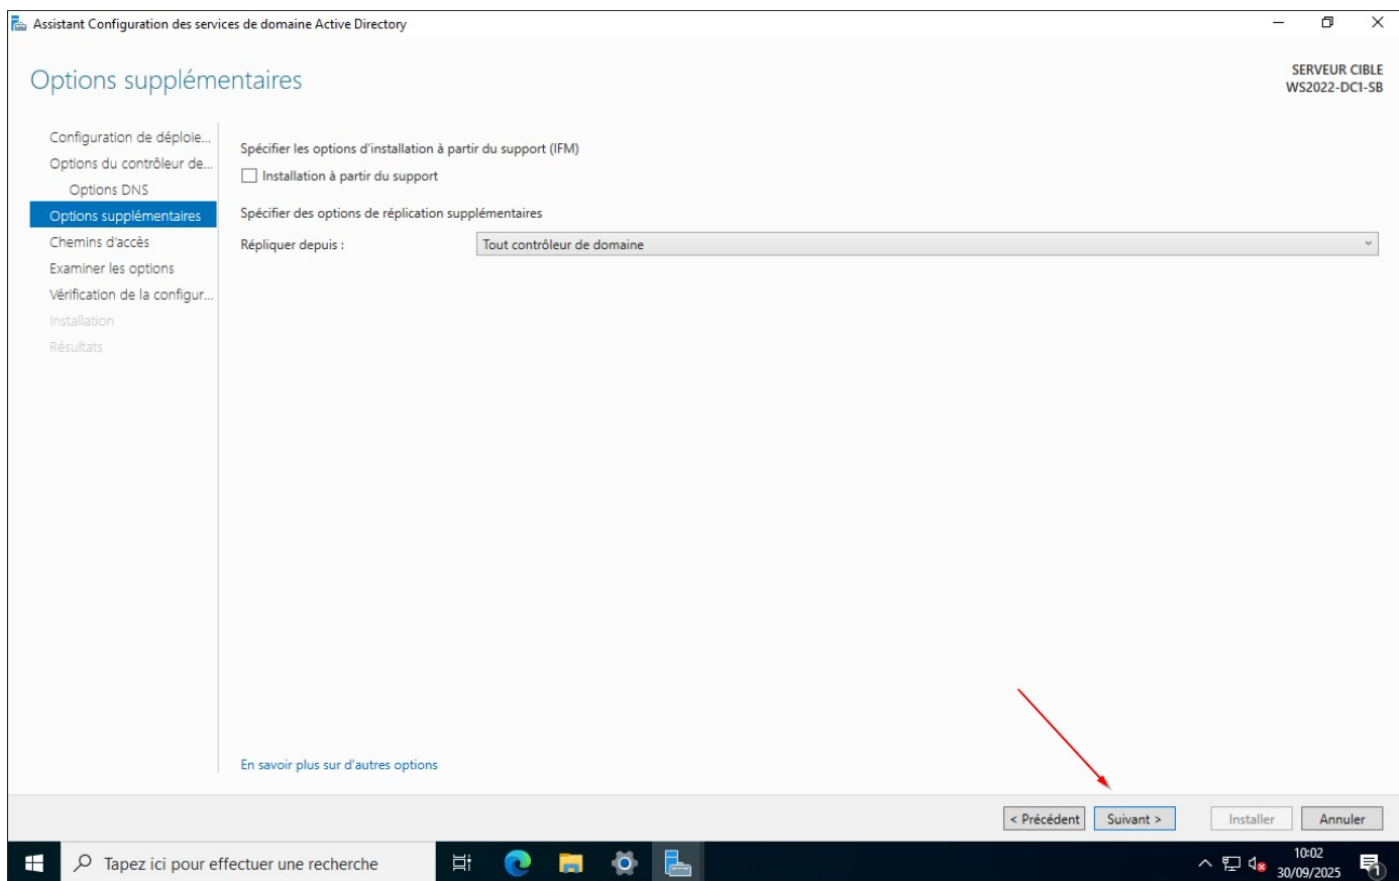 Assistant Configuration des services de domaine Active Directory
Options supplémentaires
SERVEUR CIBLE
WS2022-DC1-SB
Configuration de déploie...
Options du contrôleur de...
Options DNS
Options supplémentaires
Chemins d'accès
Examiner les options
Vérification de la configur...
Installation
Résultats
Spécifier les options d'installation à partir du support (IFM)
Installation à partir du support
Spécifier des options de réplication supplémentaires
Répliquer depuis : Tout contrôleur de domaine
En savoir plus sur d'autres options
< Précédent Suivant > Installer Annuler
Tapez ici pour effectuer une recherche
10:02
30/09/2025
1